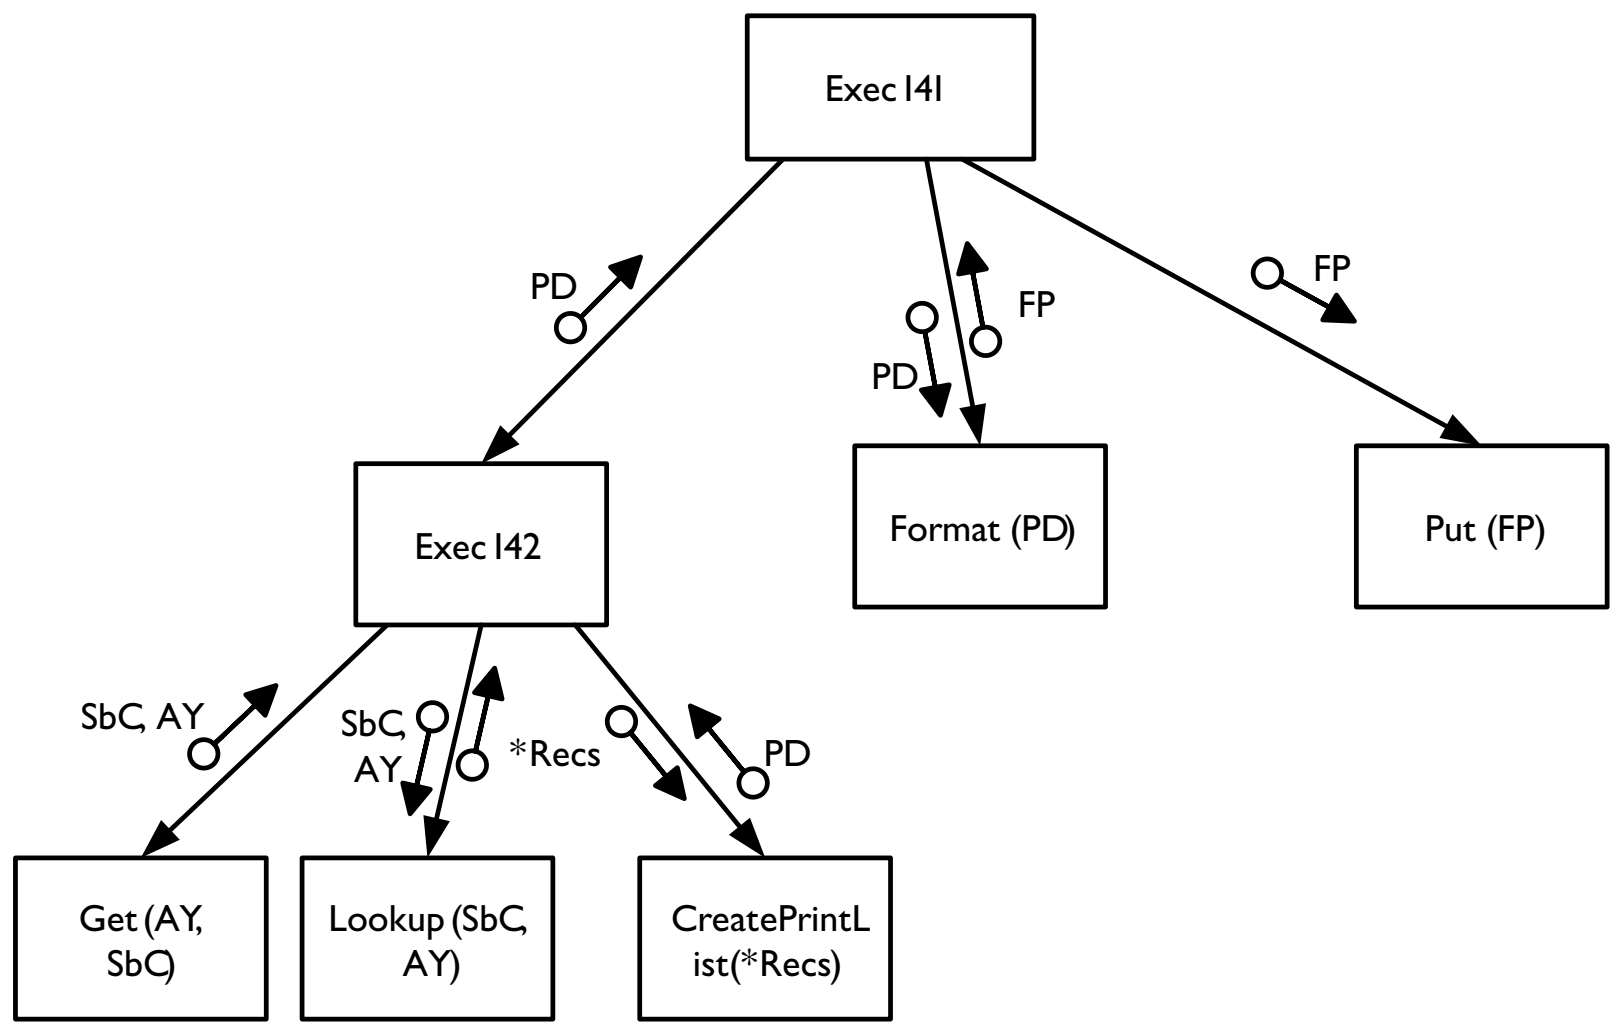 Exec 141
PD
FP
PD
FP
Exec 142
Format (PD)
Put (FP)
SbC, AY
SbC,
AY
*Recs
PD
Get (AY,
SbC)
Lookup (SbC,
AY)
CreatePrintL
ist(*Recs)